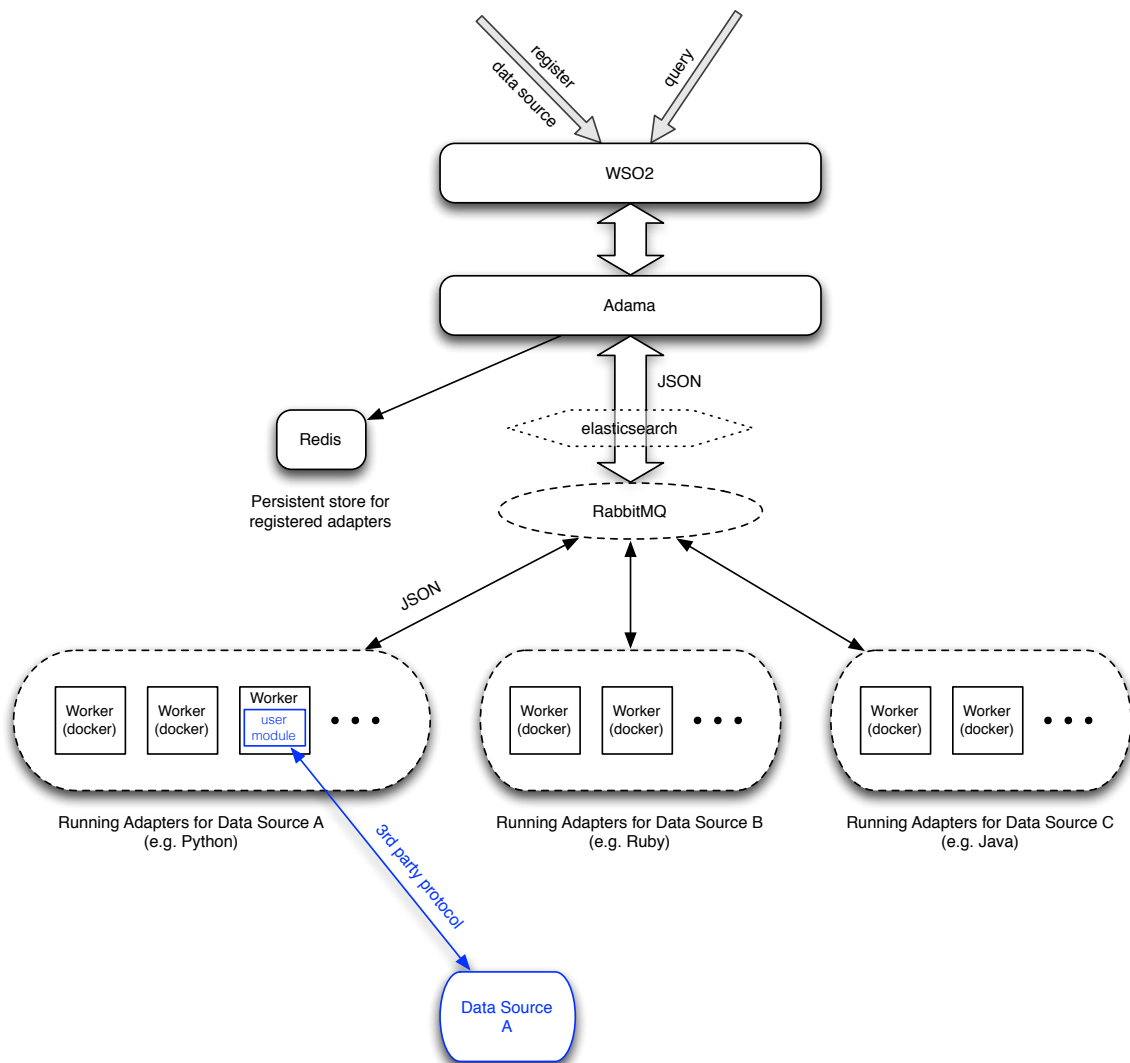 register
data source
query
WSO2
Adama
JSON
elasticsearch
Redis
Persistent store for
registered adapters
RabbitMQ
JSON
Worker
(docker)
Worker
(docker)
Worker
user
module
• • •
Worker
(docker)
Worker
(docker)
• • •
Worker
(docker)
Worker
(docker)
• • •
Running Adapters for Data Source A
(e.g. Python)
Running Adapters for Data Source B
(e.g. Ruby)
Running Adapters for Data Source C
(e.g. Java)
3rd party protocol
Data Source
A